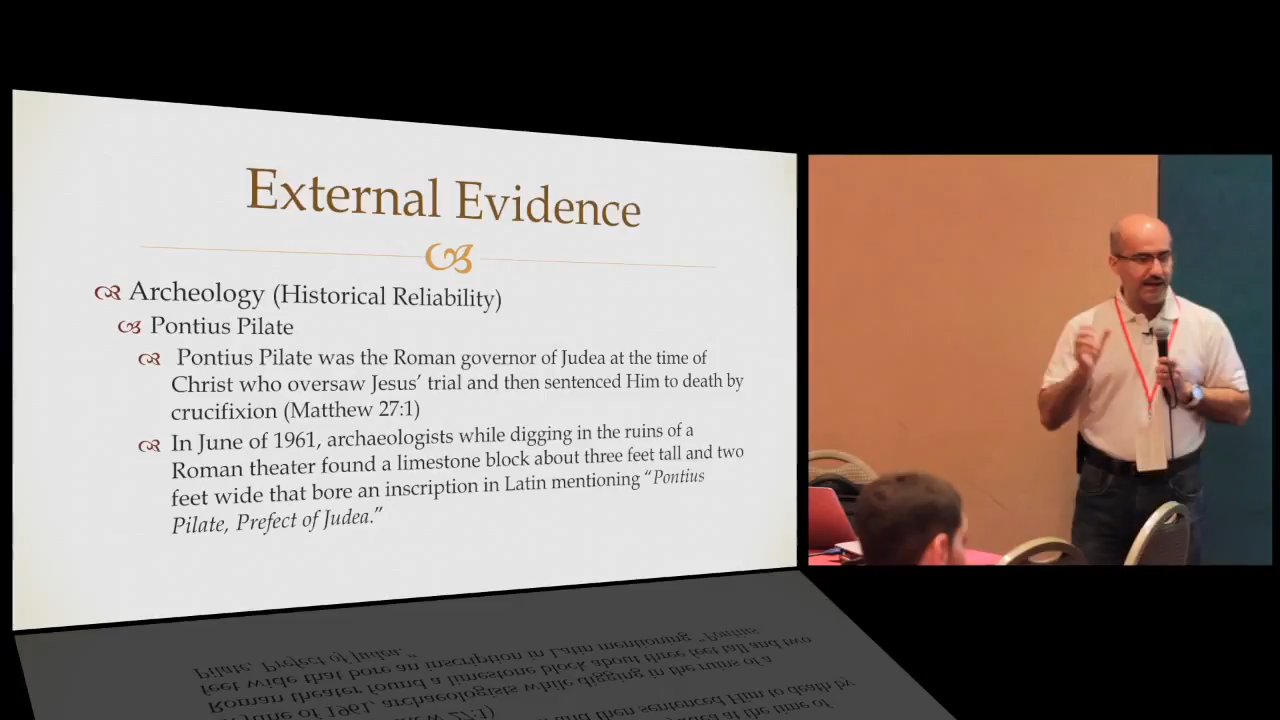 External Evidence
Archeology (Historical Reliability)
Pontius Pilate
Pontius Pilate was the Roman governor of Judea at the time of
Christ who oversaw Jesus' trial and then sentenced Him to death by
crucifixion (Matthew 27:1)
In June of 1961, archaeologists while digging in the ruins of a
Roman theater found a limestone block about three feet tall and two
feet wide that bore an inscription in Latin mentioning “Pontius
Pilate, Prefect of Judea.”